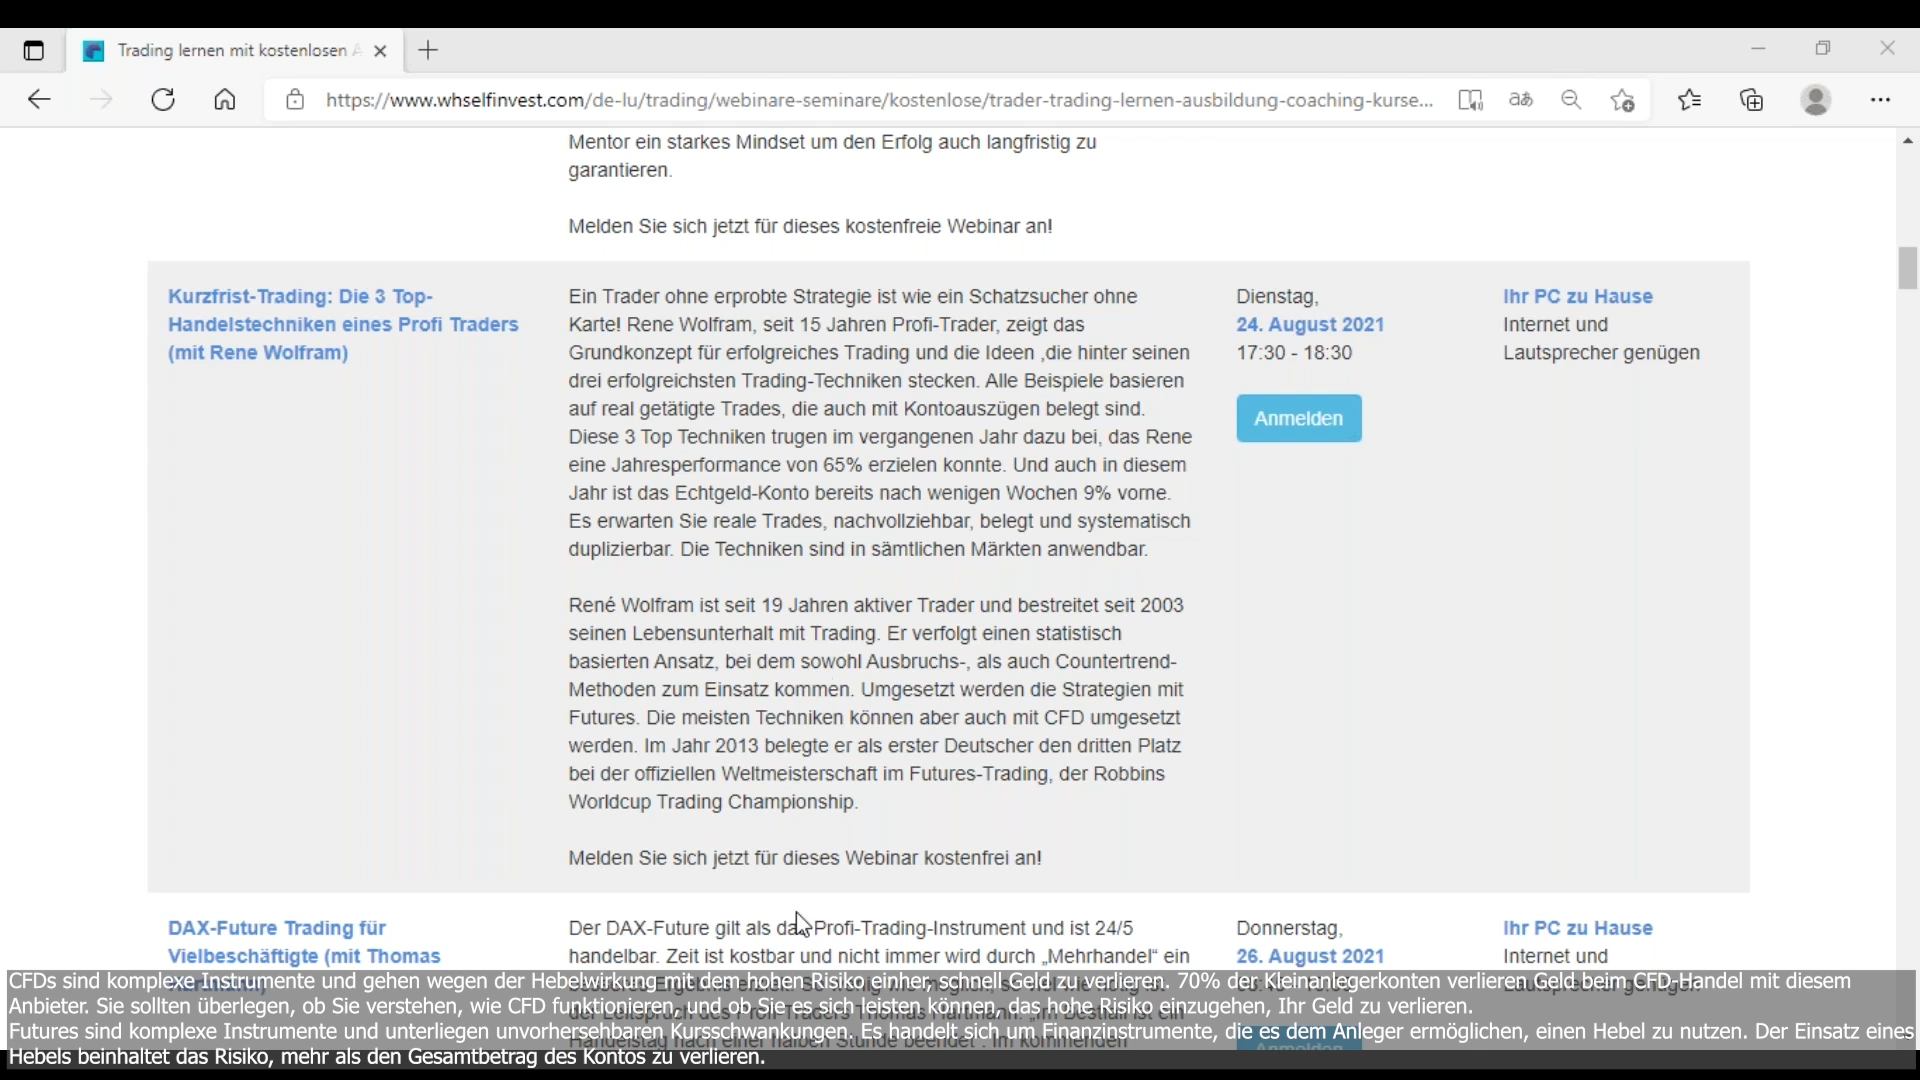 Trading lernen mit kostenlosen A
https://www.whselfinvest.com/de-lu/trading/webinare-seminare/kostenlose/trader-trading-lernen-ausbildung-coaching-kurse...
Mentor ein starkes Mindset um den Erfolg auch langfristig zu
garantieren.
Melden Sie sich jetzt für dieses kostenfreie Webinar an!
Kurzfrist-Trading: Die 3 Top-
Handelstechniken eines Profi Traders
(mit Rene Wolfram)
Ein Trader ohne erprobte Strategie ist wie ein Schatzsucher ohne
Karte! Rene Wolfram, seit 15 Jahren Profi-Trader, zeigt das
Grundkonzept für erfolgreiches Trading und die Ideen ,die hinter seinen
drei erfolgreichsten Trading-Techniken stecken. Alle Beispiele basieren
auf real getätigte Trades, die auch mit Kontoauszügen belegt sind.
Diese 3 Top Techniken trugen im vergangenen Jahr dazu bei, das Rene
eine Jahresperformance von 65% erzielen konnte. Und auch in diesem
Jahr ist das Echtgeld-Konto bereits nach wenigen Wochen 9% vorne.
Es erwarten Sie reale Trades, nachvollziehbar, belegt und systematisch
duplizierbar. Die Techniken sind in sämtlichen Märkten anwendbar.
René Wolfram ist seit 19 Jahren aktiver Trader und bestreitet seit 2003
seinen Lebensunterhalt mit Trading. Er verfolgt einen statistisch
basierten Ansatz, bei dem sowohl Ausbruchs-, als auch Countertrend-
Methoden zum Einsatz kommen. Umgesetzt werden die Strategien mit
Futures. Die meisten Techniken können aber auch mit CFD umgesetzt
werden. Im Jahr 2013 belegte er als erster Deutscher den dritten Platz
bei der offiziellen Weltmeisterschaft im Futures-Trading, der Robbins
Worldcup Trading Championship.
Melden Sie sich jetzt für dieses Webinar kostenfrei an!
Dienstag,
24. August 2021
17:30 - 18:30
Anmelden
Ihr PC zu Hause
Internet und
Lautsprecher genügen
DAX-Future Trading für
Vielbeschäftigte (mit Thomas
Der DAX-Future gilt als das Profi-Trading-Instrument und ist 24/5
handelbar. Zeit ist kostbar und nicht immer wird durch „Mehrhandel“ ein
Donnerstag,
26. August 2021
Ihr PC zu Hause
Internet und
Lautsprecher genügen
Handelstag nach einer halben Stunde beendet“. Im kommenden
Anmelden
CFDs sind komplexe Instrumente und gehen wegen der Hebelwirkung mit dem hohen Risiko einher, schnell Geld zu verlieren. 70% der Kleinanlegerkonten verlieren Geld beim CFD-Handel mit diesem
Anbieter. Sie sollten überlegen, ob Sie verstehen, wie CFD funktionieren, und ob Sie es sich leisten können, das hohe Risiko einzugehen, Ihr Geld zu verlieren.
Futures sind komplexe Instrumente und unterliegen unvorhersehbaren Kursschwankungen. Es handelt sich um Finanzinstrumente, die es dem Anleger ermöglichen, einen Hebel zu nutzen. Der Einsatz eines
Hebels beinhaltet das Risiko, mehr als den Gesamtbetrag des Kontos zu verlieren.